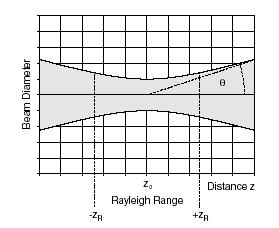 Beam Diameter
θ
z₀
Distance z
Rayleigh Range
-zR
+zR